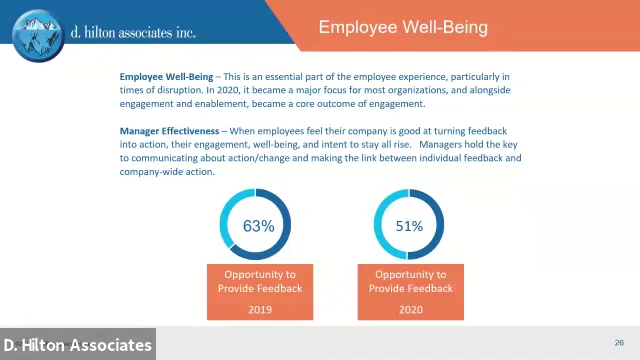 d. hilton associates inc.
Employee Well-Being
Employee Well-Being – This is an essential part of the employee experience, particularly in
times of disruption. In 2020, it became a major focus for most organizations, and alongside
engagement and enablement, became a core outcome of engagement.
Manager Effectiveness – When employees feel their company is good at turning feedback
into action, their engagement, well-being, and intent to stay all rise. Managers hold the key
to communicating about action/change and making the link between individual feedback and
company-wide action.
63%
51%
Opportunity to
Provide Feedback
2019
Opportunity to
Provide Feedback
2020
D. Hilton Associates
26